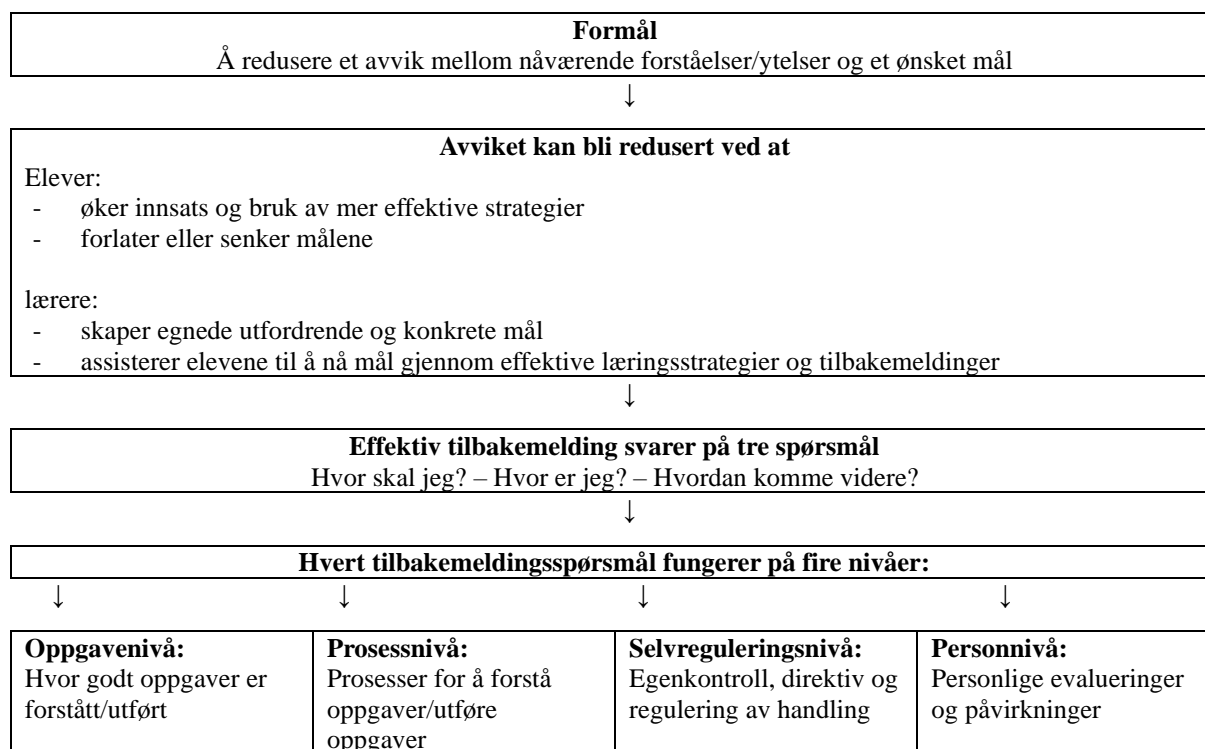 Formål
Å redusere et avvik mellom nåværende forståelser/ytelser og et ønsket mål
↓
Avviket kan bli redusert ved at
Elever:
- øker innsats og bruk av mer effektive strategier
- forlater eller senker målene
lærere:
- skaper egnede utfordrende og konkrete mål
- assisterer elevene til å nå mål gjennom effektive læringsstrategier og tilbakemeldinger
↓
Effektiv tilbakemelding svarer på tre spørsmål
Hvor skal jeg? – Hvor er jeg? – Hvordan komme videre?
↓
Hvert tilbakemeldingsspørsmål fungerer på fire nivåer:
↓ ↓ ↓ ↓
Oppgavenivå:
Hvor godt oppgaver er
forstått/utført
Prosessnivå:
Prosesser for å forstå
oppgaver/utføre
oppgaver
Selvreguleringsnivå:
Egenkontroll, direktiv og
regulering av handling
Personnivå:
Personlige evalueringer
og påvirkninger